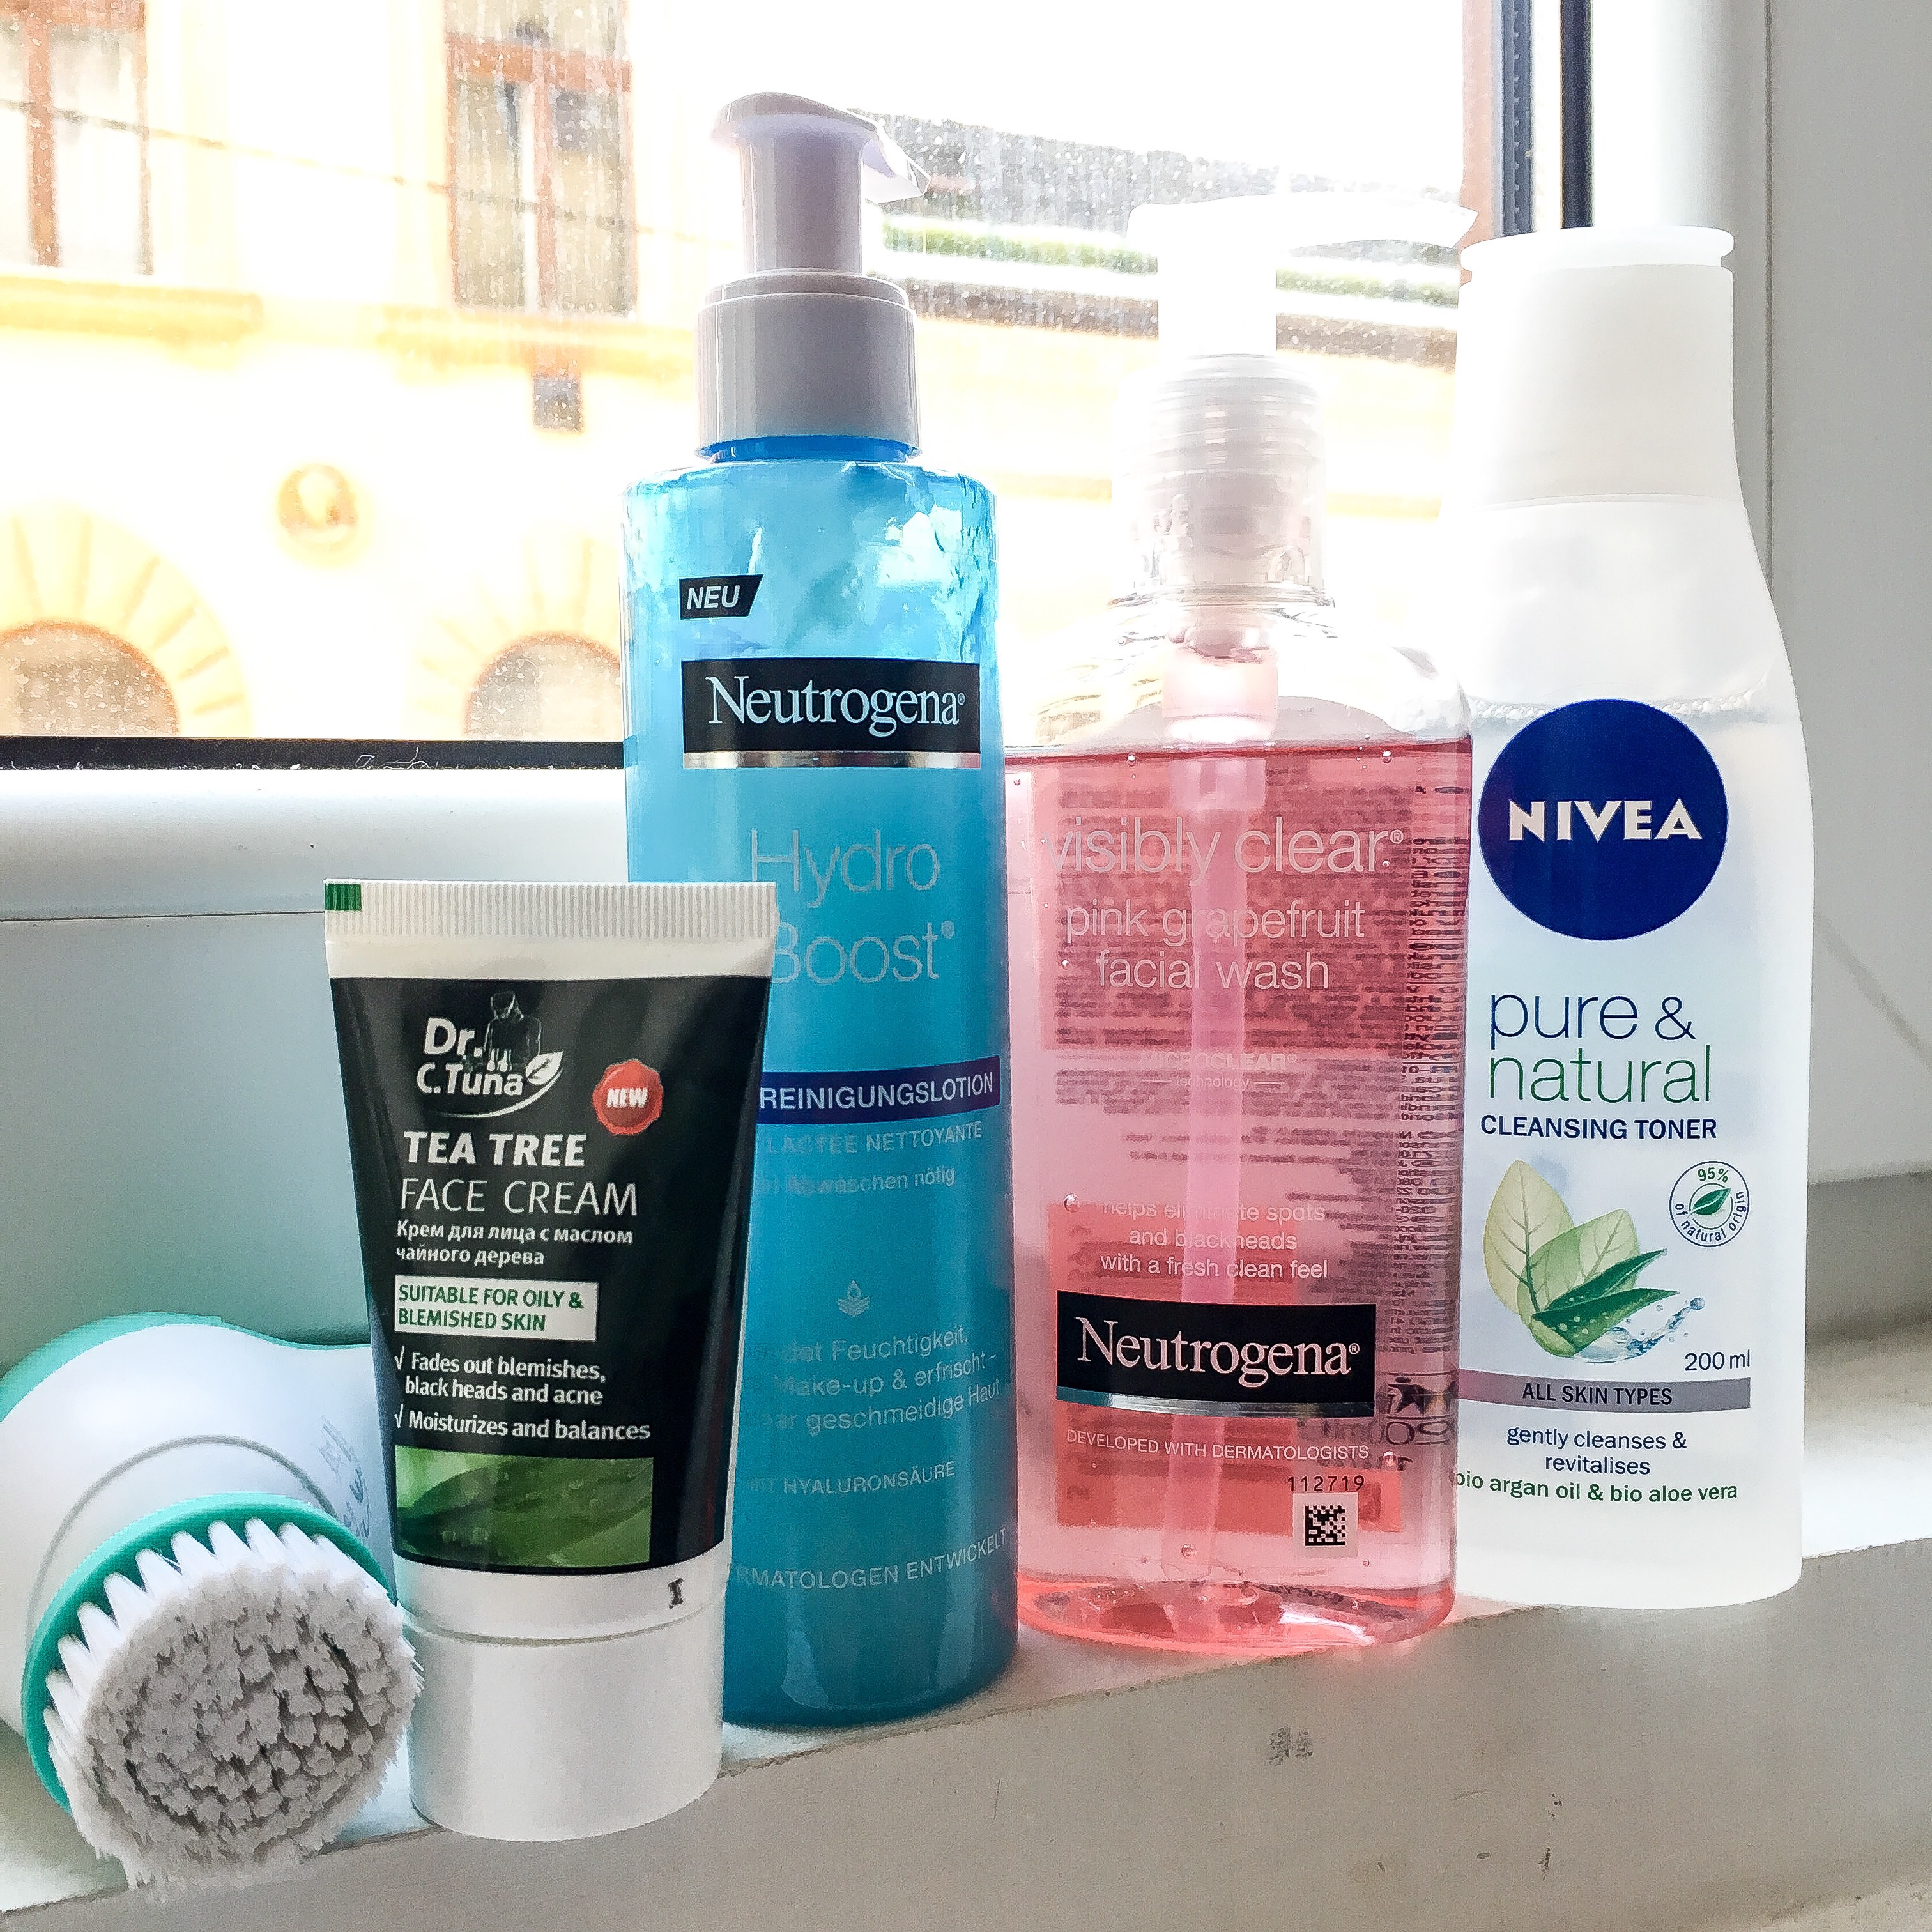 Dr.
C.Tuna
NEW
TEA TREE
FACE CREAM
Крем для лица с маслом
чайного дерева
SUITABLE FOR OILY &
BLEMISHED SKIN
√ Fades out blemishes,
black heads and acne
√ Moisturizes and balances
NEU
Neutrogena®
Hydro
Boost®
REINIGUNGSLOTION
LACTÉE NETTOYANTE
Abwaschen nötig
Feuchtigkeit,
Make-up & erfrischt –
geschmeidige Haut
HYALURONSÄURE
ENTWICKELT
visibly clear®
pink grapefruit
facial wash
MICROCLEAR®
technology
helps eliminate spots
and blackheads
with a fresh clean feel
Neutrogena®
DEVELOPED WITH DERMATOLOGISTS
112719
NIVEA
pure &
natural
CLEANSING TONER
95%
of natural origin
200 ml
ALL SKIN TYPES
gently cleanses &
revitalises
bio argan oil & bio aloe vera